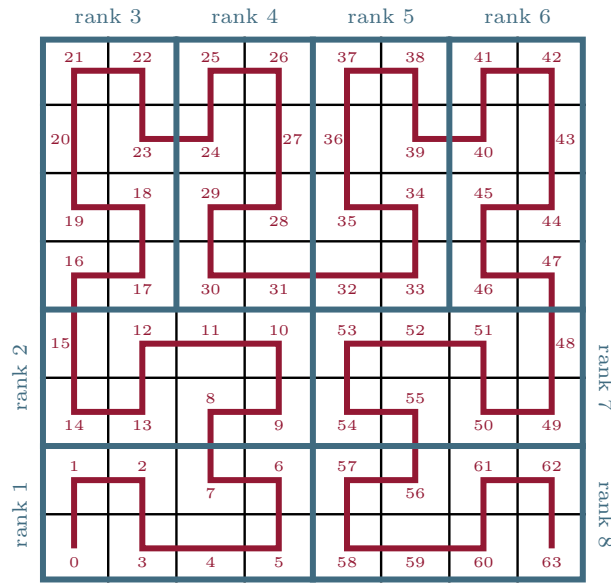 rank 3 rank 4 rank 5 rank 6
21 22 25 26 37 38 41 42
20 27 36 43
23 24 39 40
18 29 34 45
19 28 35 44
16 47
17 30 31 32 33 46
15 12 11 10 53 52 51 48
rank 2
rank 7
8 55
14 13 9 54 50 49
1 2 6 57 61 62
7 56
rank 1
rank 8
0 3 4 5 58 59 60 63